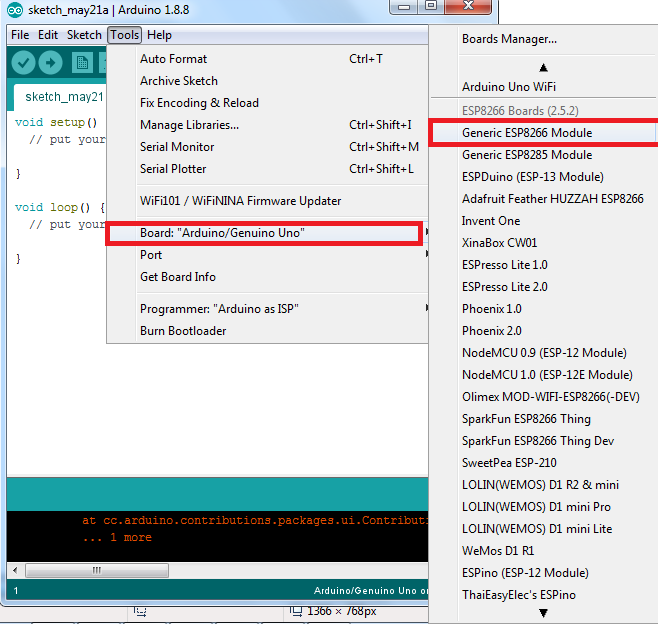 sketch_may21a | Arduino 1.8.8
File Edit Sketch Tools Help
sketch_may21
void setup()
// put your
}
void loop() {
// put your
}
Auto Format Ctrl+T
Archive Sketch
Fix Encoding & Reload
Manage Libraries... Ctrl+Shift+I
Serial Monitor Ctrl+Shift+M
Serial Plotter Ctrl+Shift+L
WiFi101 / WiFiNINA Firmware Updater
Board: "Arduino/Genuino Uno"
Port
Get Board Info
Programmer: "Arduino as ISP"
Burn Bootloader
Boards Manager...
Arduino Uno WiFi
ESP8266 Boards (2.5.2)
Generic ESP8266 Module
Generic ESP8285 Module
ESPDuino (ESP-13 Module)
Adafruit Feather HUZZAH ESP8266
Invent One
XinaBox CW01
ESPresso Lite 1.0
ESPresso Lite 2.0
Phoenix 1.0
Phoenix 2.0
NodeMCU 0.9 (ESP-12 Module)
NodeMCU 1.0 (ESP-12E Module)
Olimex MOD-WIFI-ESP8266(-DEV)
SparkFun ESP8266 Thing
SparkFun ESP8266 Thing Dev
SweetPea ESP-210
LOLIN(WEMOS) D1 R2 & mini
LOLIN(WEMOS) D1 mini Pro
LOLIN(WEMOS) D1 mini Lite
WeMos D1 R1
ESPino (ESP-12 Module)
ThaiEasyElec's ESPino
at cc.arduino.contributions.packages.ui.Contributi
... 1 more
1 Arduino/Genuino Uno on
1366 × 768px